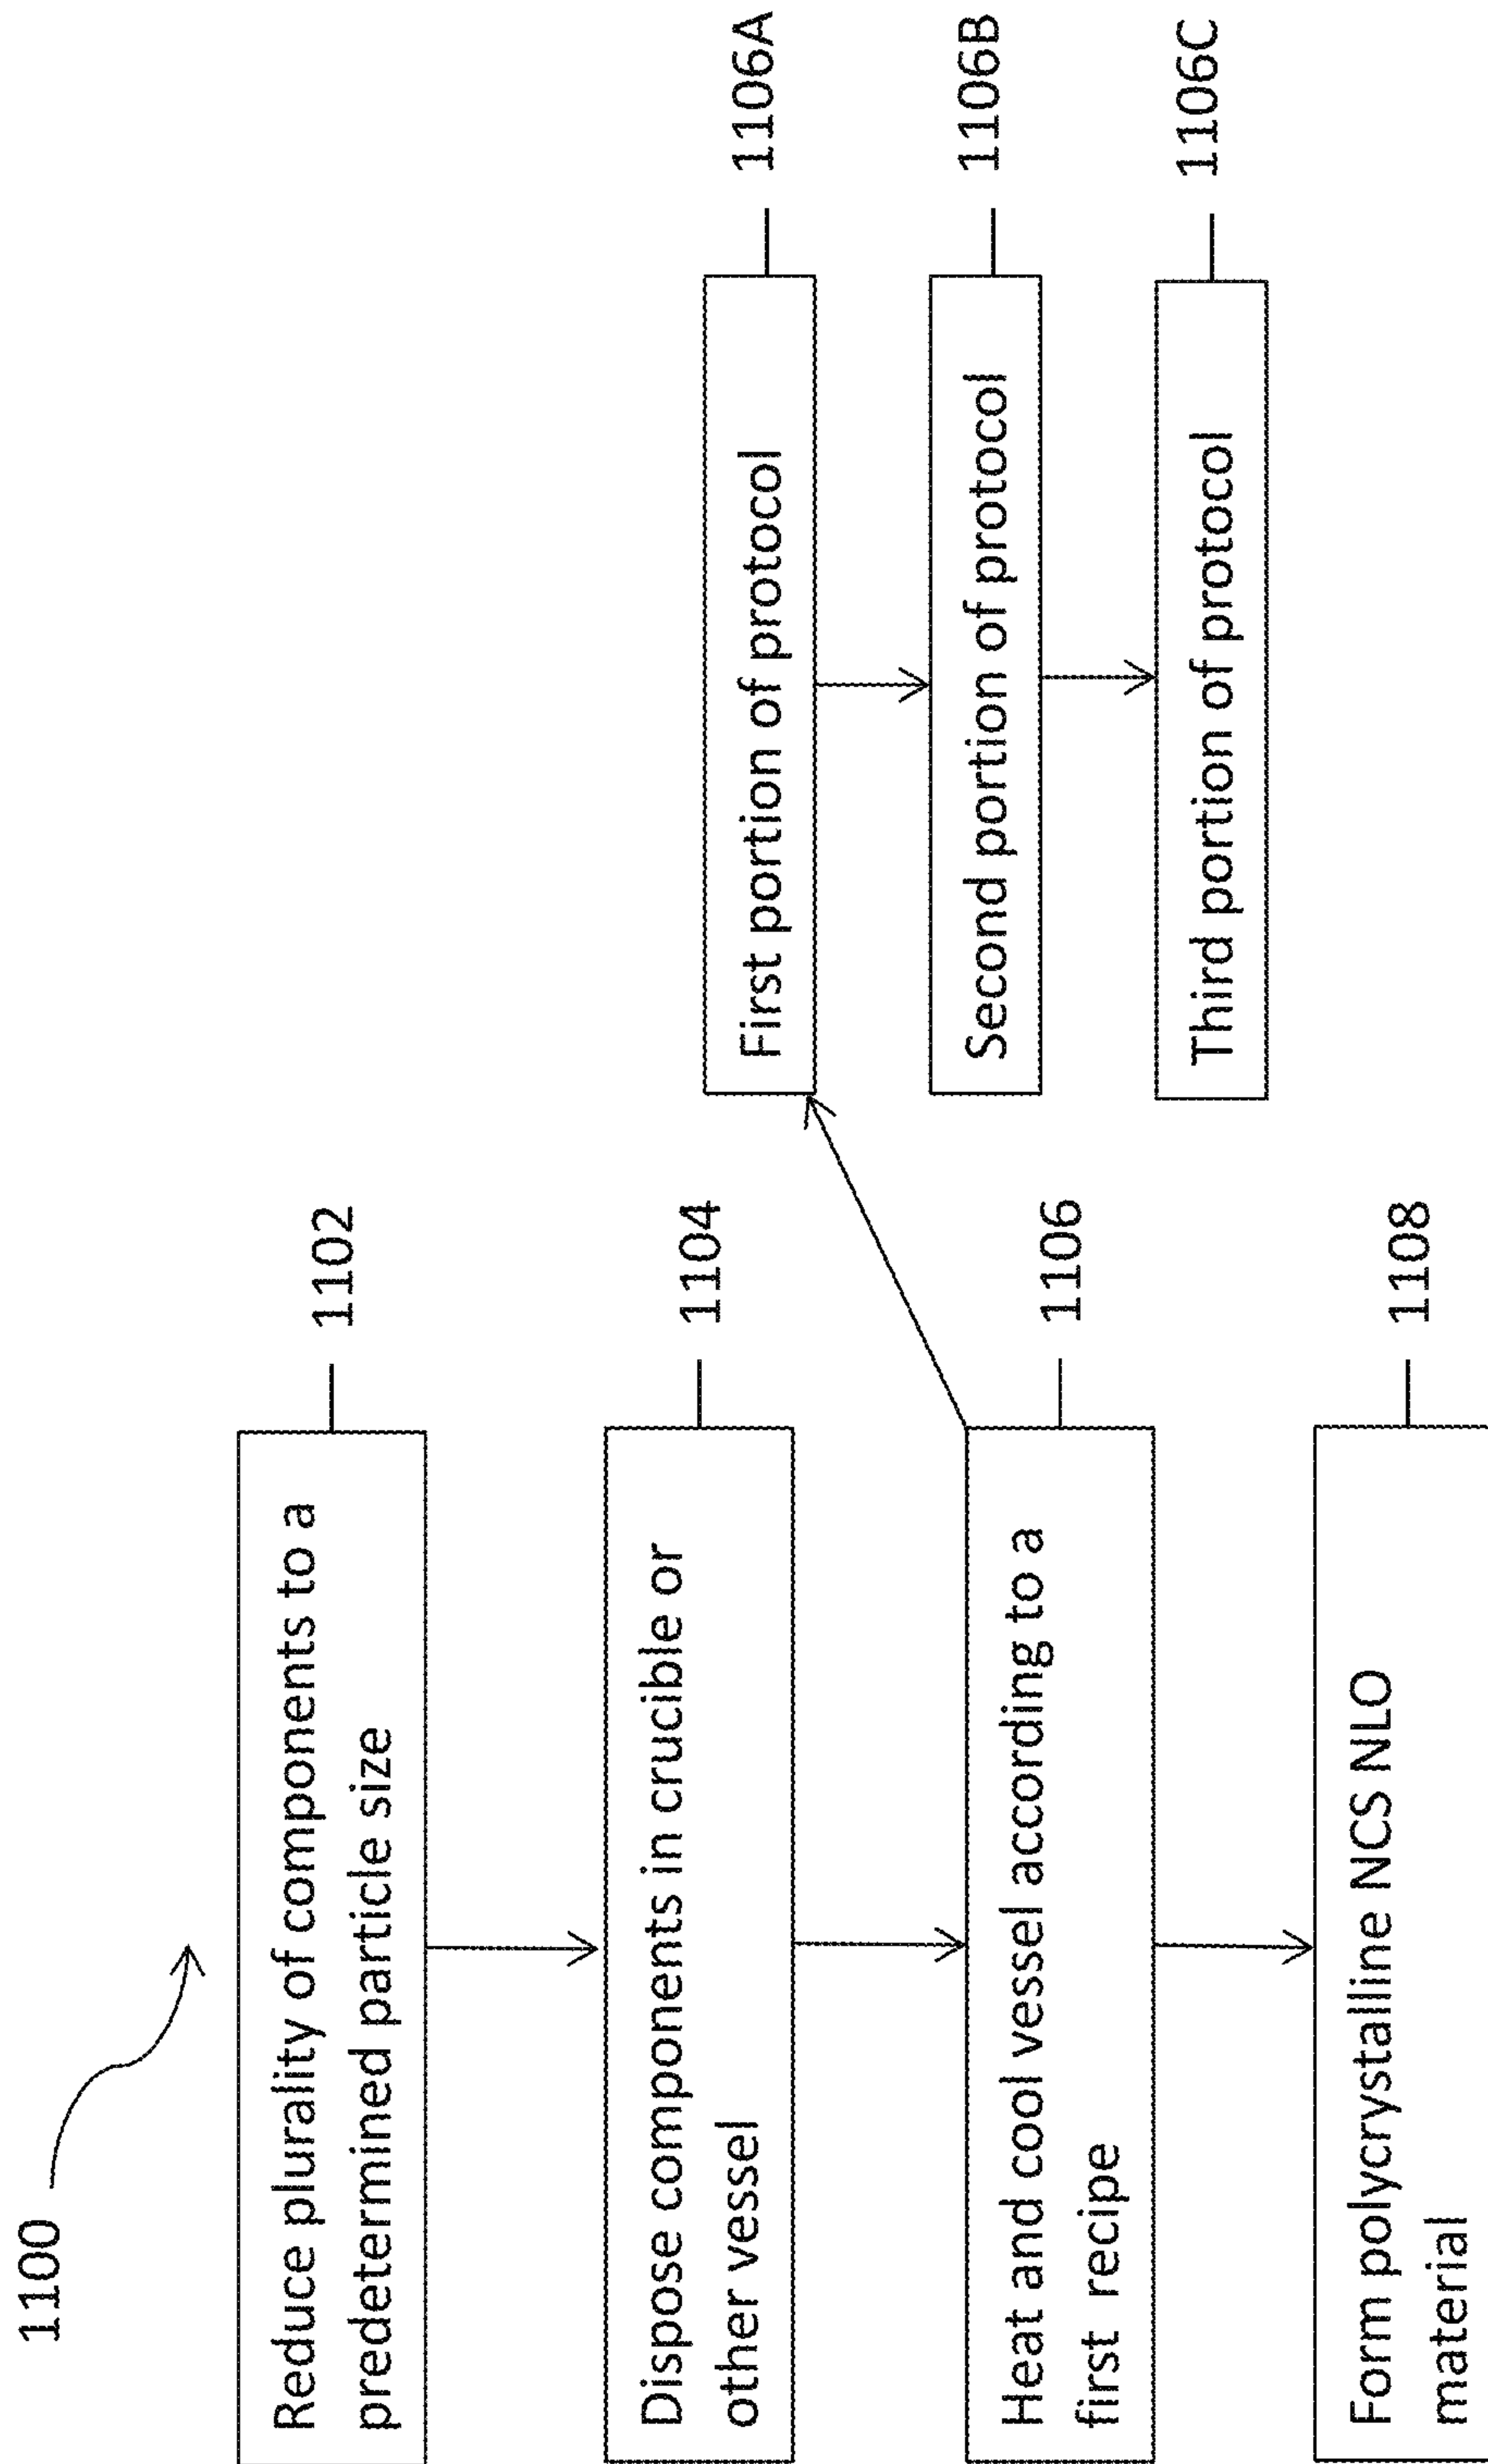 1100
Reduce plurality of components to a
predetermined particle size
1102
Dispose components in crucible or
other vessel
1104
Heat and cool vessel according to a
first recipe
1106
Form polycrystalline NCS NLO
material
1108
First portion of protocol
1106A
Second portion of protocol
1106B
Third portion of protocol
1106C